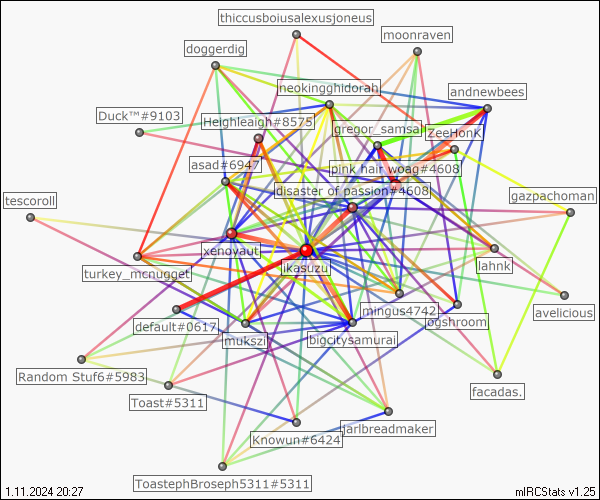 thiccusboiusalexusjoneus
moonraven
doggerdig
neokingghidorah
andnewbees
Duck™#9103
Heighleaigh#8575
gregor_samsa
ZeeHonK
asad#6947
pink hair woag#4608
disaster of passion#4608
gazpachoman
tescoroll
xenovaut
lahnk
turkey_mcnugget
ikasuzu
avelicious
mingus4742
default#0617
ogshroom
mukszi
bigcitysamurai
Random Stuf6#5983
facadas.
Toast#5311
jaribreadmaker
Knowun#6424
ToastephBroseph5311#5311
1.11.2024 20:27
mIRCStats v1.25